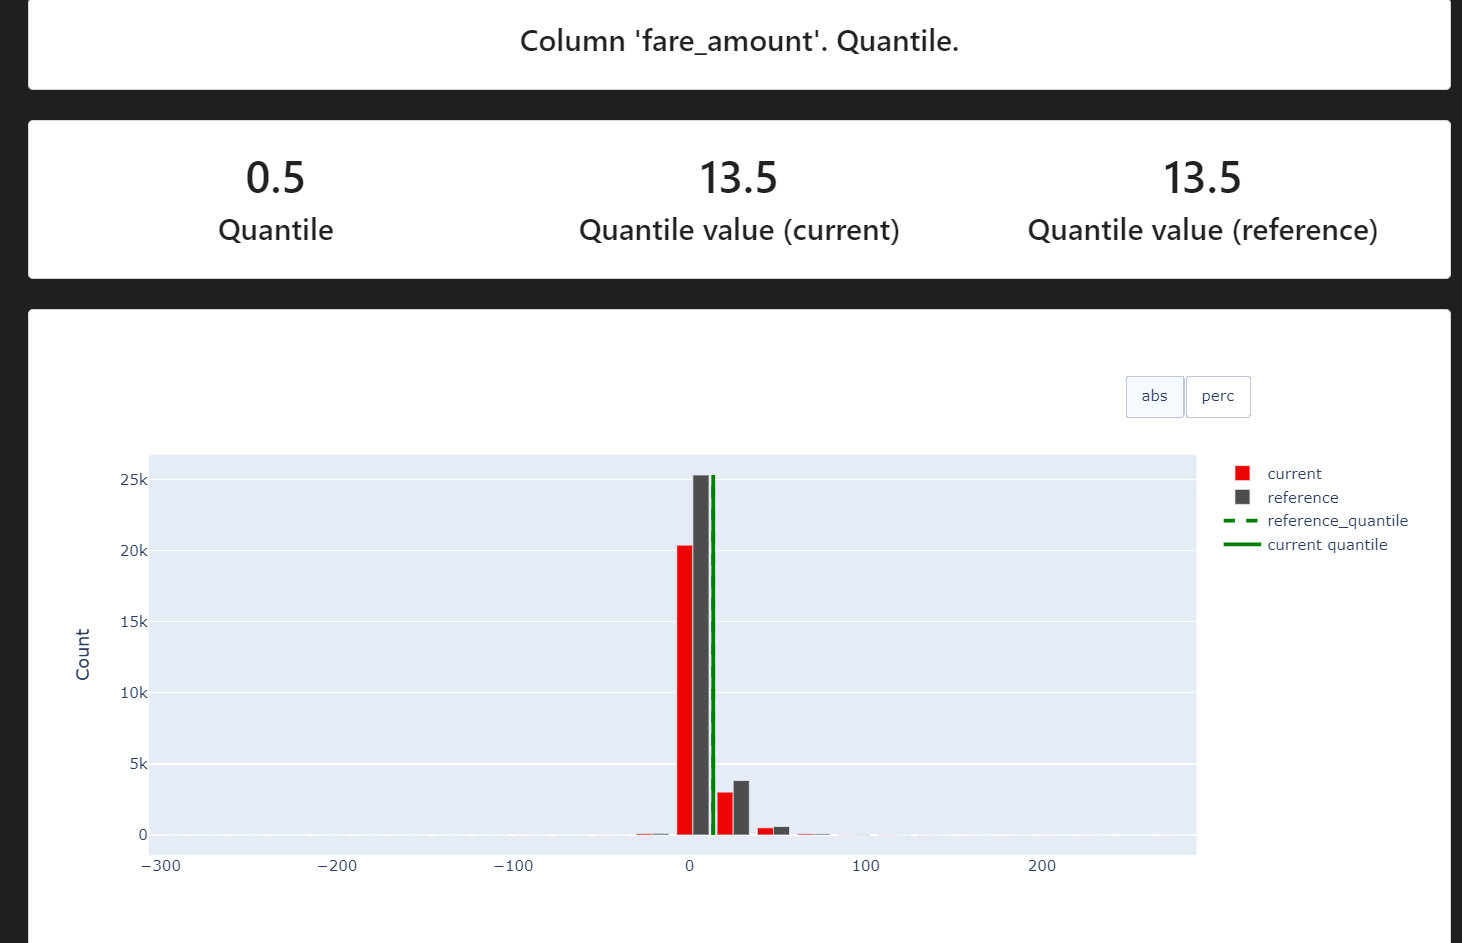 Column 'fare_amount'. Quantile.
0.5
Quantile
13.5
Quantile value (current)
13.5
Quantile value (reference)
abs
perc
current
reference
reference_quantile
current quantile
Count
25k
20k
15k
10k
5k
0
−300
−200
−100
0
100
200